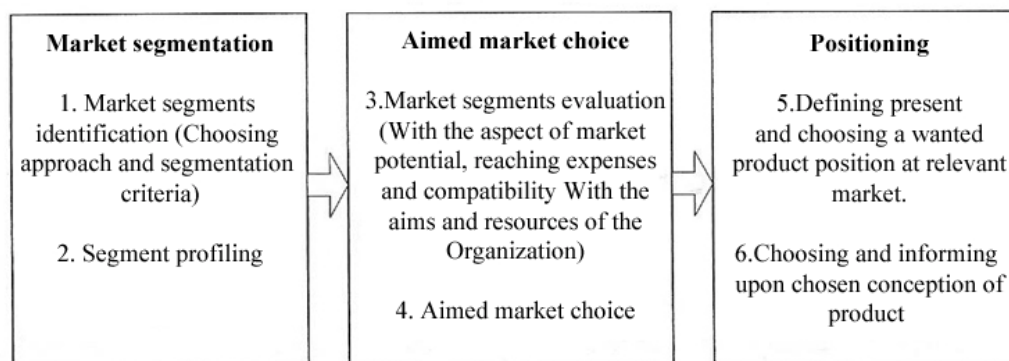 Market segmentation
1. Market segments
identification (Choosing
approach and segmentation
criteria)
2. Segment profiling
Aimed market choice
3.Market segments evaluation
(With the aspect of market
potential, reaching expenses
and compatibility With the
aims and resources of the
Organization)
4. Aimed market choice
Positioning
5.Defining present
and choosing a wanted
product position at relevant
market.
6.Choosing and informing
upon chosen conception of
product